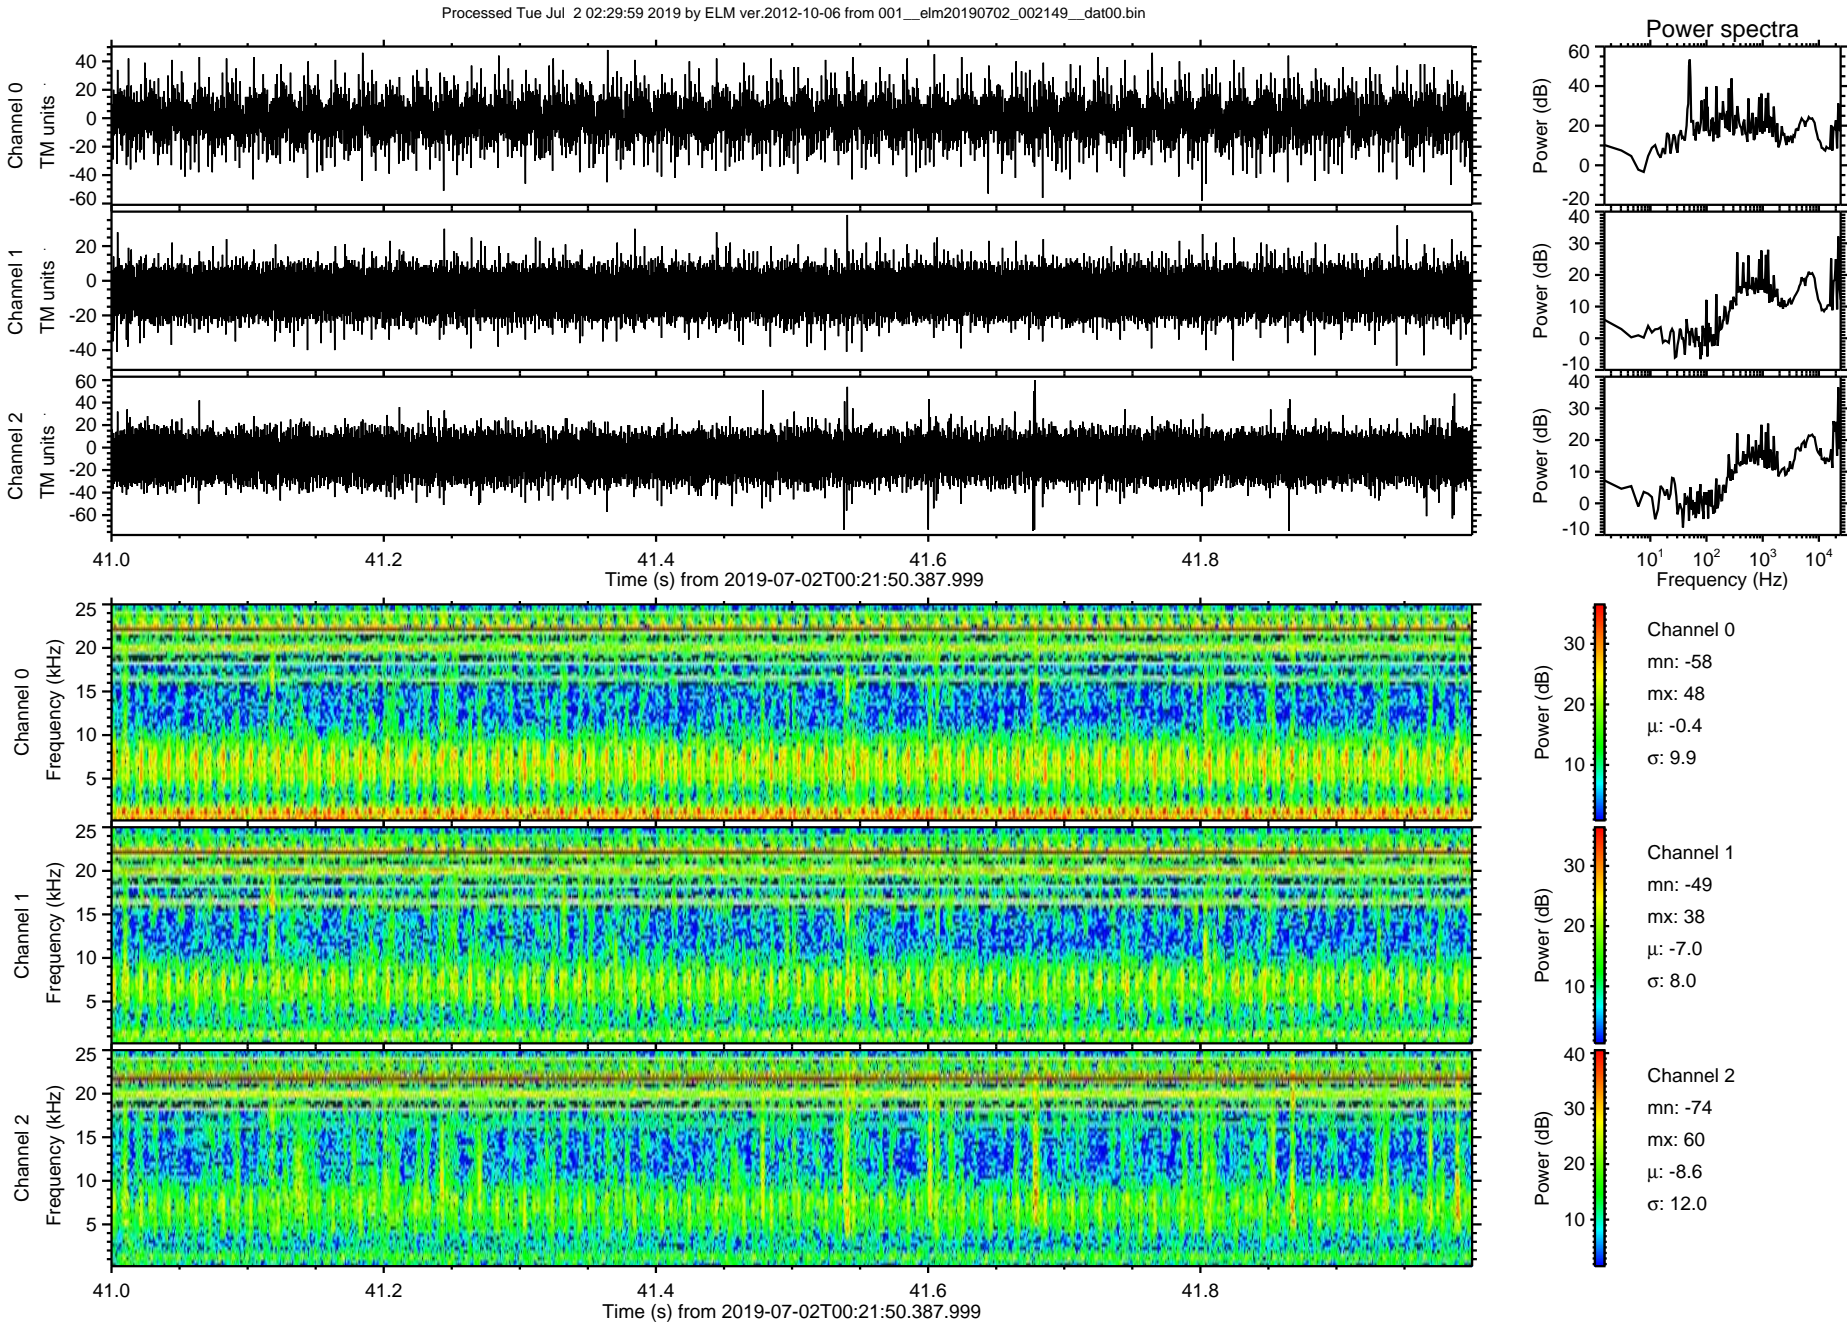 Processed Tue Jul  2 02:29:59 2019 by ELM ver.2012-10-06 from 001__elm20190702_002149__dat00.bin
Power spectra
Channel 0
TM units
40
20
0
-20
-40
-60
Power (dB)
60
40
20
0
-20
Channel 1
TM units
20
0
-20
-40
Power (dB)
40
30
20
10
0
-10
Channel 2
TM units
60
40
20
0
-20
-40
-60
Power (dB)
40
30
20
10
0
-10
41.0 41.2 41.4 41.6 41.8
Time (s) from 2019-07-02T00:21:50.387.999
10¹ 10² 10³ 10⁴
Frequency (Hz)
Channel 0
Frequency (kHz)
25
20
15
10
5
Power (dB)
30
20
10
Channel 0
mn: -58
mx: 48
μ: -0.4
σ: 9.9
Channel 1
Frequency (kHz)
25
20
15
10
5
Power (dB)
30
20
10
Channel 1
mn: -49
mx: 38
μ: -7.0
σ: 8.0
Channel 2
Frequency (kHz)
25
20
15
10
5
Power (dB)
40
30
20
10
Channel 2
mn: -74
mx: 60
μ: -8.6
σ: 12.0
41.0 41.2 41.4 41.6 41.8
Time (s) from 2019-07-02T00:21:50.387.999